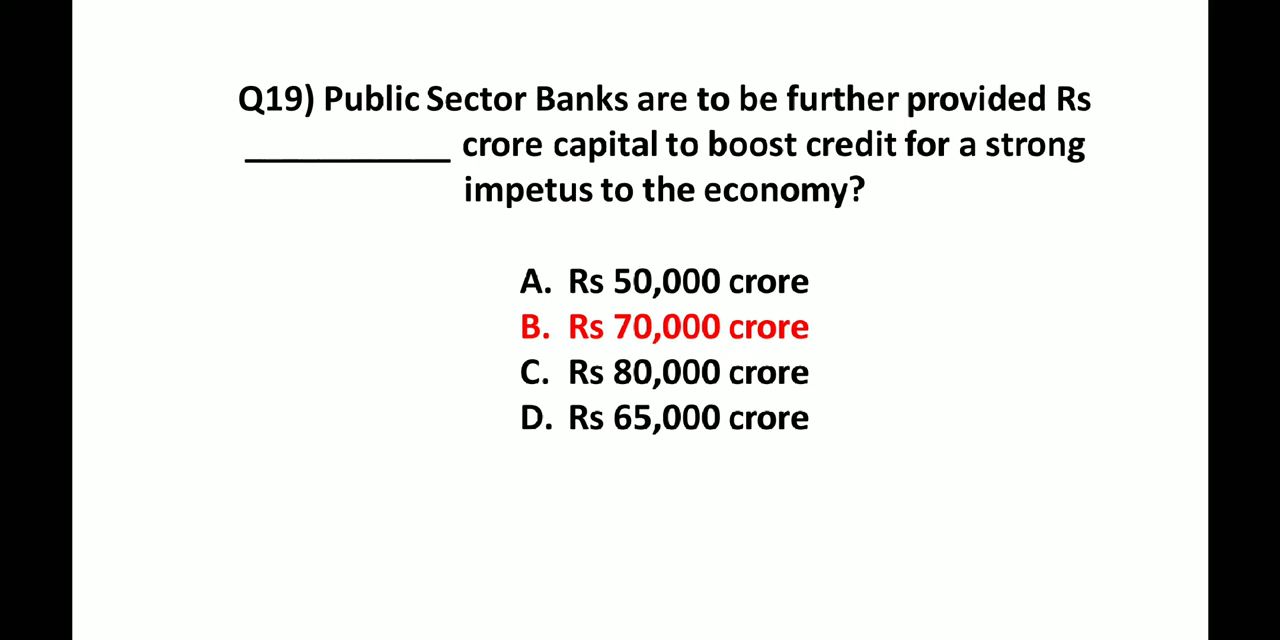 Q19) Public Sector Banks are to be further provided Rs
___________ crore capital to boost credit for a strong
impetus to the economy?
A. Rs 50,000 crore
B. Rs 70,000 crore
C. Rs 80,000 crore
D. Rs 65,000 crore